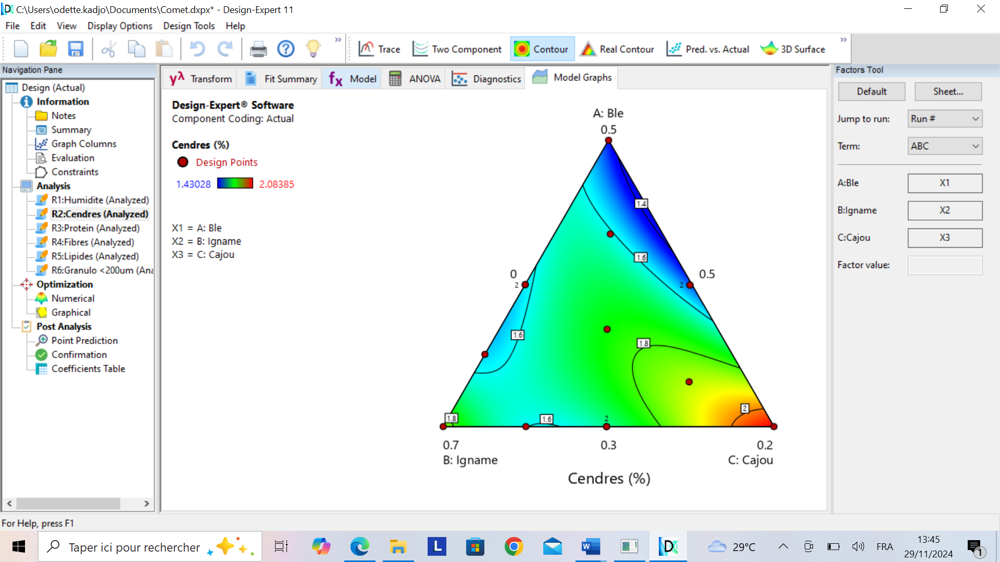 C:\Users\odette.kadjo\Documents\Comet.dxpx* - Design-Expert 11
File Edit View Display Options Design Tools Help
Trace Two Component Contour Real Contour Pred. vs. Actual 3D Surface
Navigation Pane
Design (Actual)
Information
Notes
Summary
Graph Columns
Evaluation
Constraints
Analysis
R1:Humidite (Analyzed)
R2:Cendres (Analyzed)
R3:Protein (Analyzed)
R4:Fibres (Analyzed)
R5:Lipides (Analyzed)
R6:Granulo <200um (Ana
Optimization
Numerical
Graphical
Post Analysis
Point Prediction
Confirmation
Coefficients Table
Transform Fit Summary Model ANOVA Diagnostics Model Graphs
Design-Expert® Software
Component Coding: Actual
Cendres (%)
Design Points
1.43028 2.08385
X1 = A: Ble
X2 = B: Igname
X3 = C: Cajou
A: Ble
0.5
1.4
1.6
0 0.5
2 2
1.6
1.8
2
1.8 1.6 2
0.7 0.3 0.2
B: Igname C: Cajou
Cendres (%)
Factors Tool
Default Sheet...
Jump to run: Run #
Term: ABC
A:Ble X1
B:Igname X2
C:Cajou X3
Factor value:
For Help, press F1
Taper ici pour rechercher
L
W
29°C
FRA
13:45
29/11/2024
1